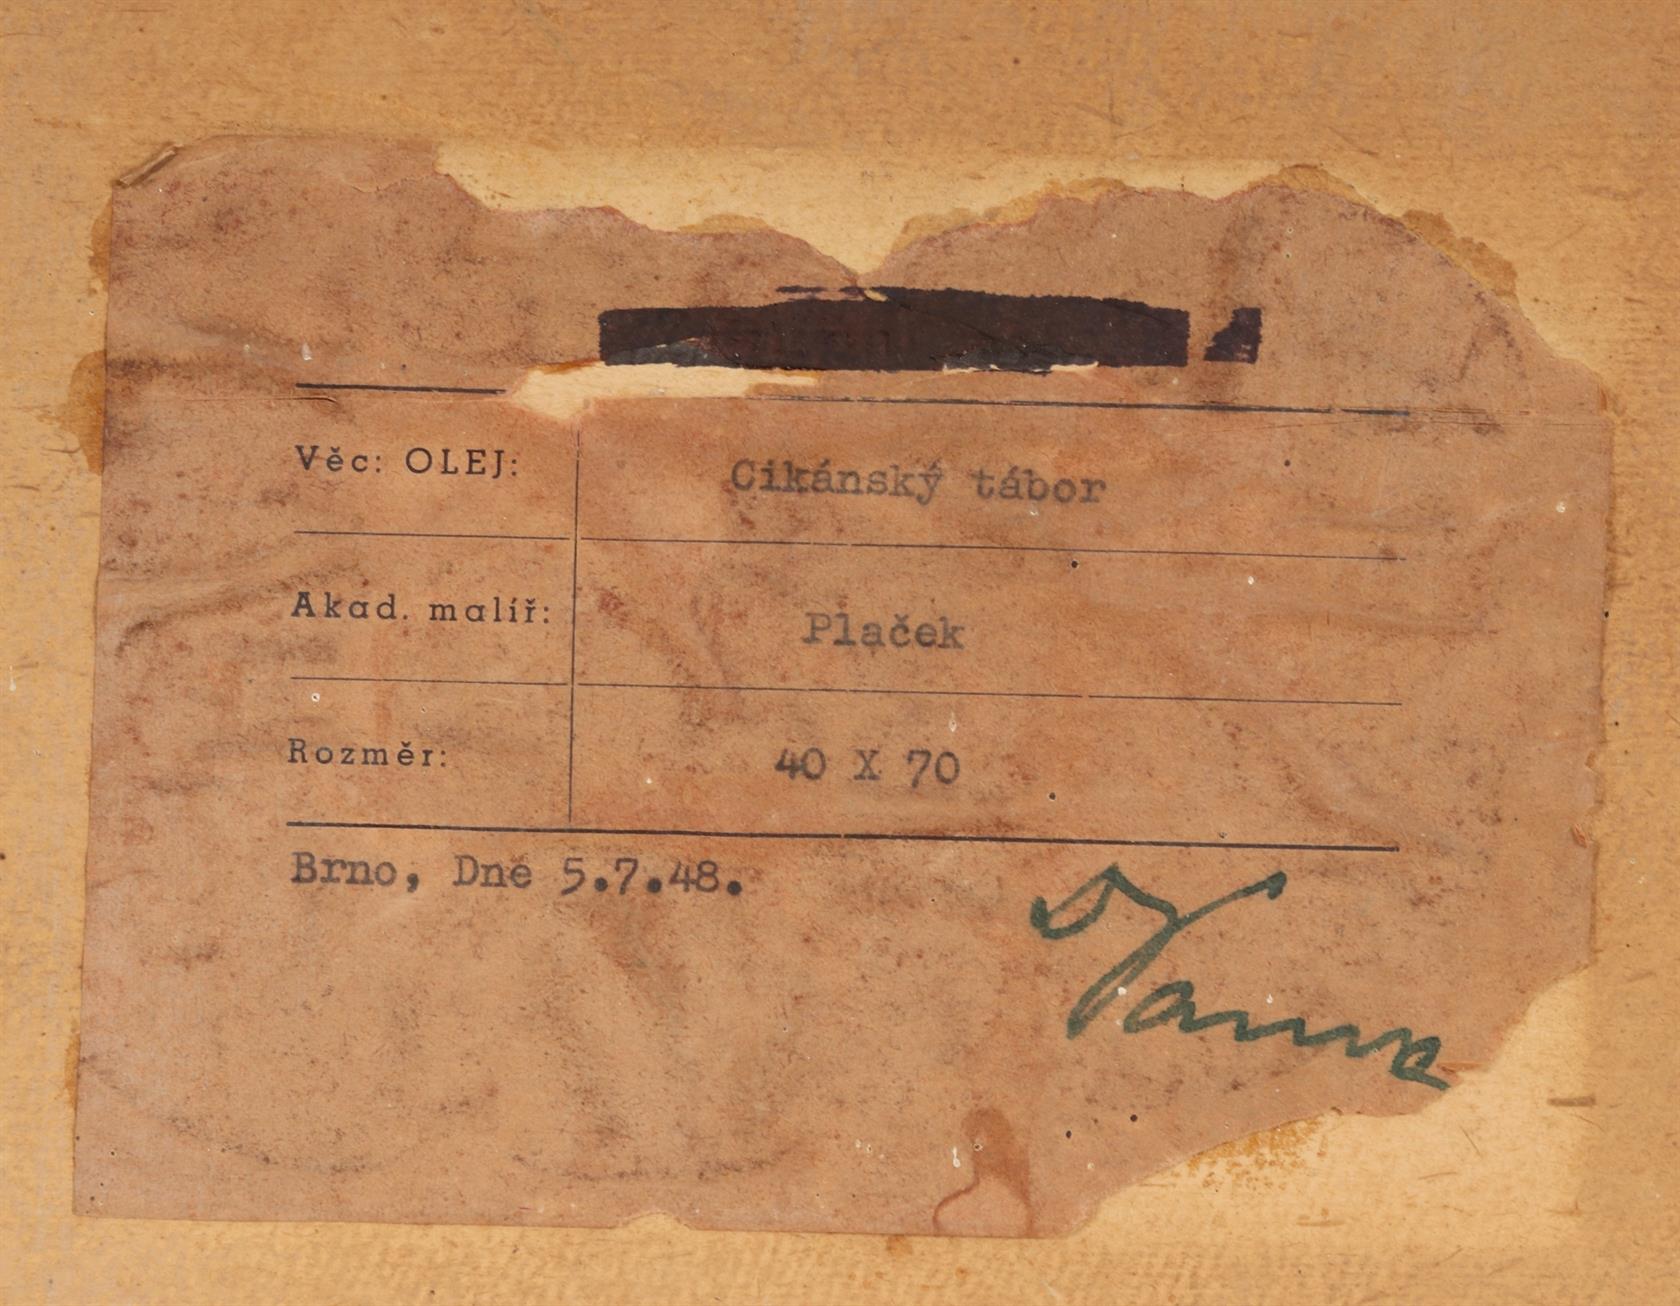 Věc: OLEJ: Cikánský tábor
Akad. malíř: Plaček
Rozměr: 40 X 70
Brno, Dne 5.7.48.